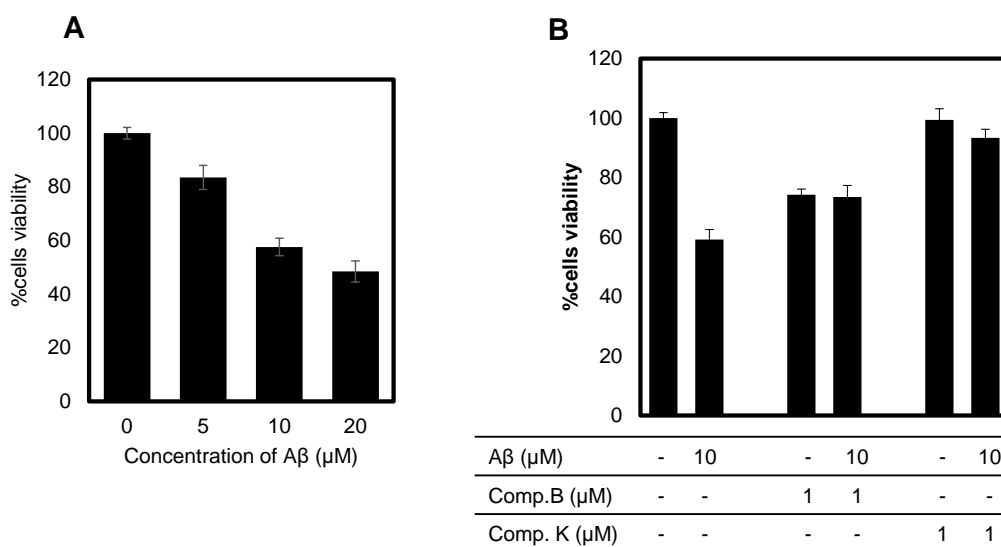 A
120
100
80
60
40
20
0
%cells viability
0 5 10 20
Concentration of Aβ (µM)
B
120
100
80
60
40
20
0
%cells viability
Aβ (µM) - 10 - 10 - 10
Comp.B (µM) - - 1 1 - -
Comp. K (µM) - - - - 1 1